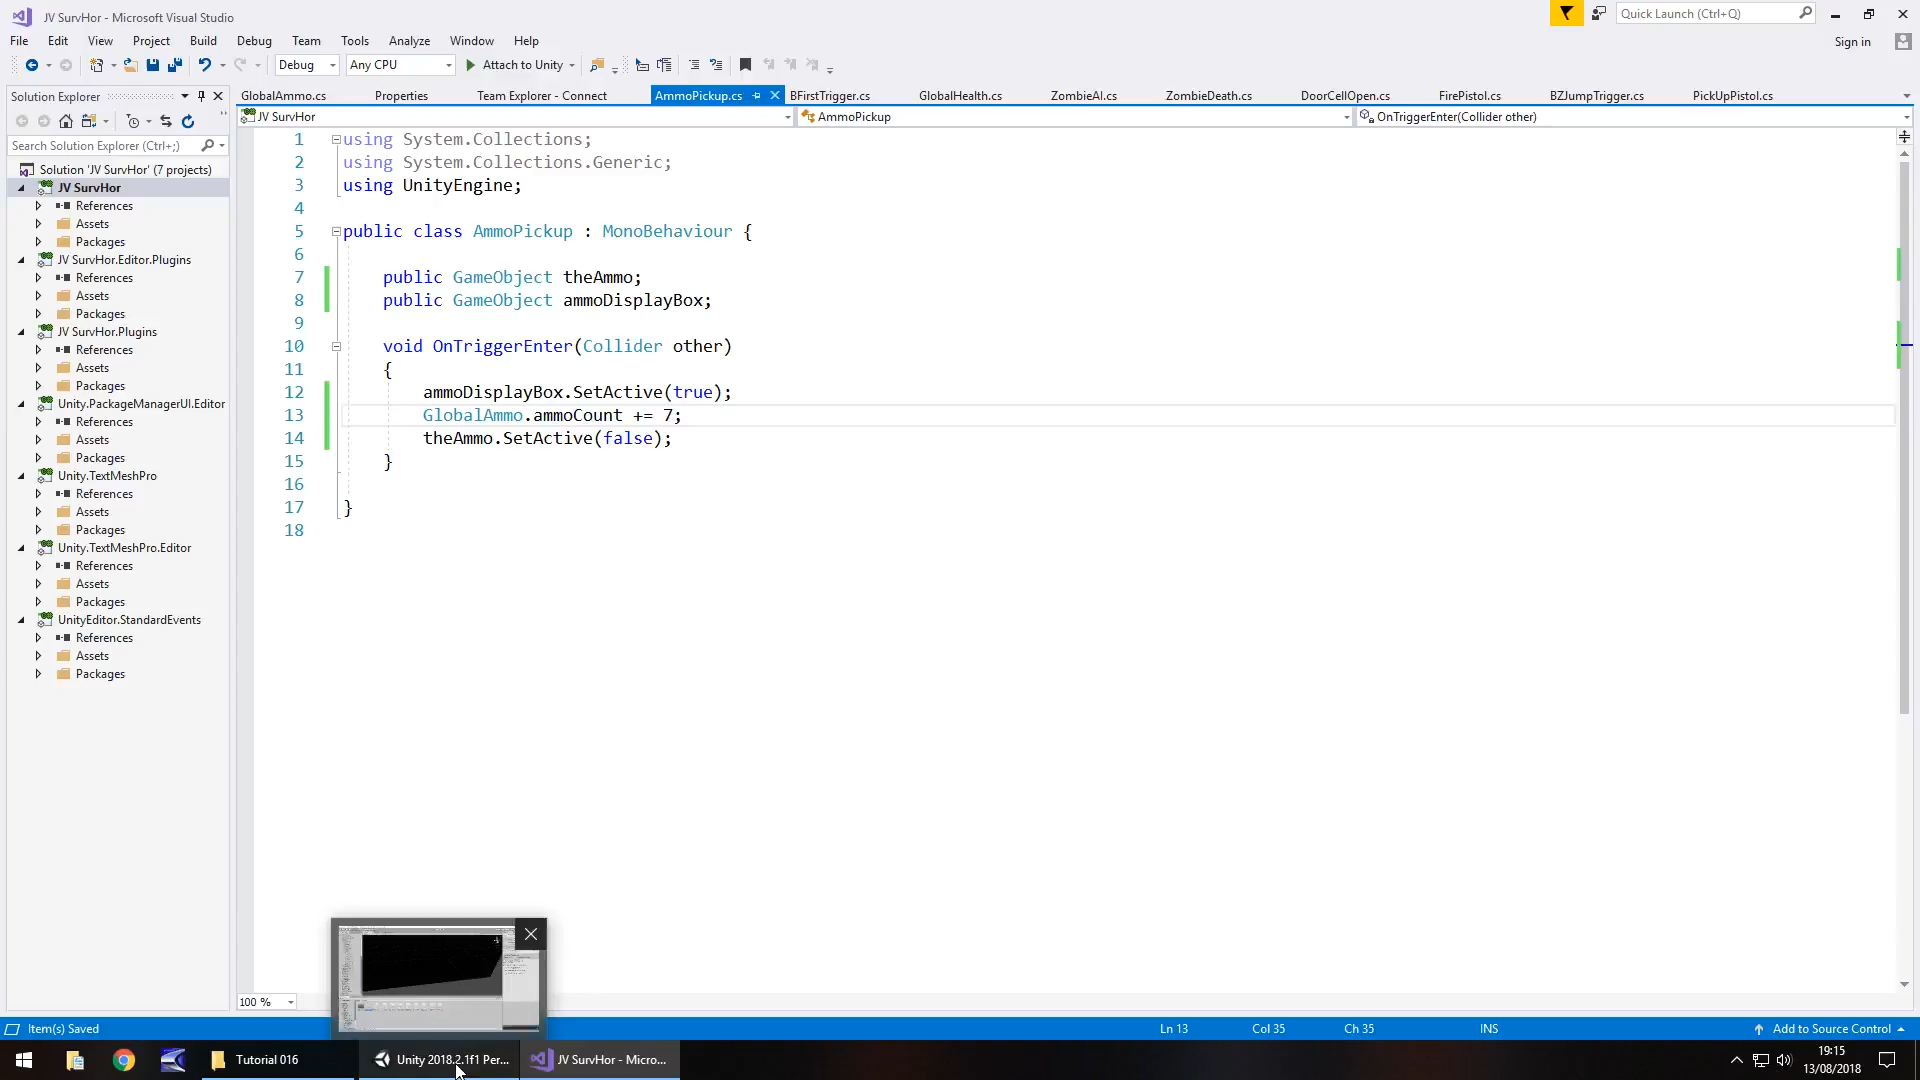 JV SurvHor - Microsoft Visual Studio
Quick Launch (Ctrl+Q)
File Edit View Project Build Debug Team Tools Analyze Window Help
Sign in
Debug Any CPU Attach to Unity
Solution Explorer
GlobalAmmo.cs Properties Team Explorer - Connect AmmoPickup.cs BFirstTrigger.cs GlobalHealth.cs ZombieAI.cs ZombieDeath.cs DoorCellOpen.cs FirePistol.cs BZJumpTrigger.cs PickUpPistol.cs
JV SurvHor AmmoPickup OnTriggerEnter(Collider other)
Search Solution Explorer (Ctrl+;)
Solution 'JV SurvHor' (7 projects)
JV SurvHor
References
Assets
Packages
JV SurvHor.Editor.Plugins
References
Assets
Packages
JV SurvHor.Plugins
References
Assets
Packages
Unity.PackageManagerUI.Editor
References
Assets
Packages
Unity.TextMeshPro
References
Assets
Packages
Unity.TextMeshPro.Editor
References
Assets
Packages
UnityEditor.StandardEvents
References
Assets
Packages
1 using System.Collections;
2 using System.Collections.Generic;
3 using UnityEngine;
4
5 public class AmmoPickup : MonoBehaviour {
6
7 public GameObject theAmmo;
8 public GameObject ammoDisplayBox;
9
10 void OnTriggerEnter(Collider other)
11 {
12 ammoDisplayBox.SetActive(true);
13 GlobalAmmo.ammoCount += 7;
14 theAmmo.SetActive(false);
15 }
16
17 }
18
100 %
Item(s) Saved Ln 13 Col 35 Ch 35 INS Add to Source Control
Tutorial 016 Unity 2018.2.1f1 Per... JV SurvHor - Micro...
19:15
13/08/2018